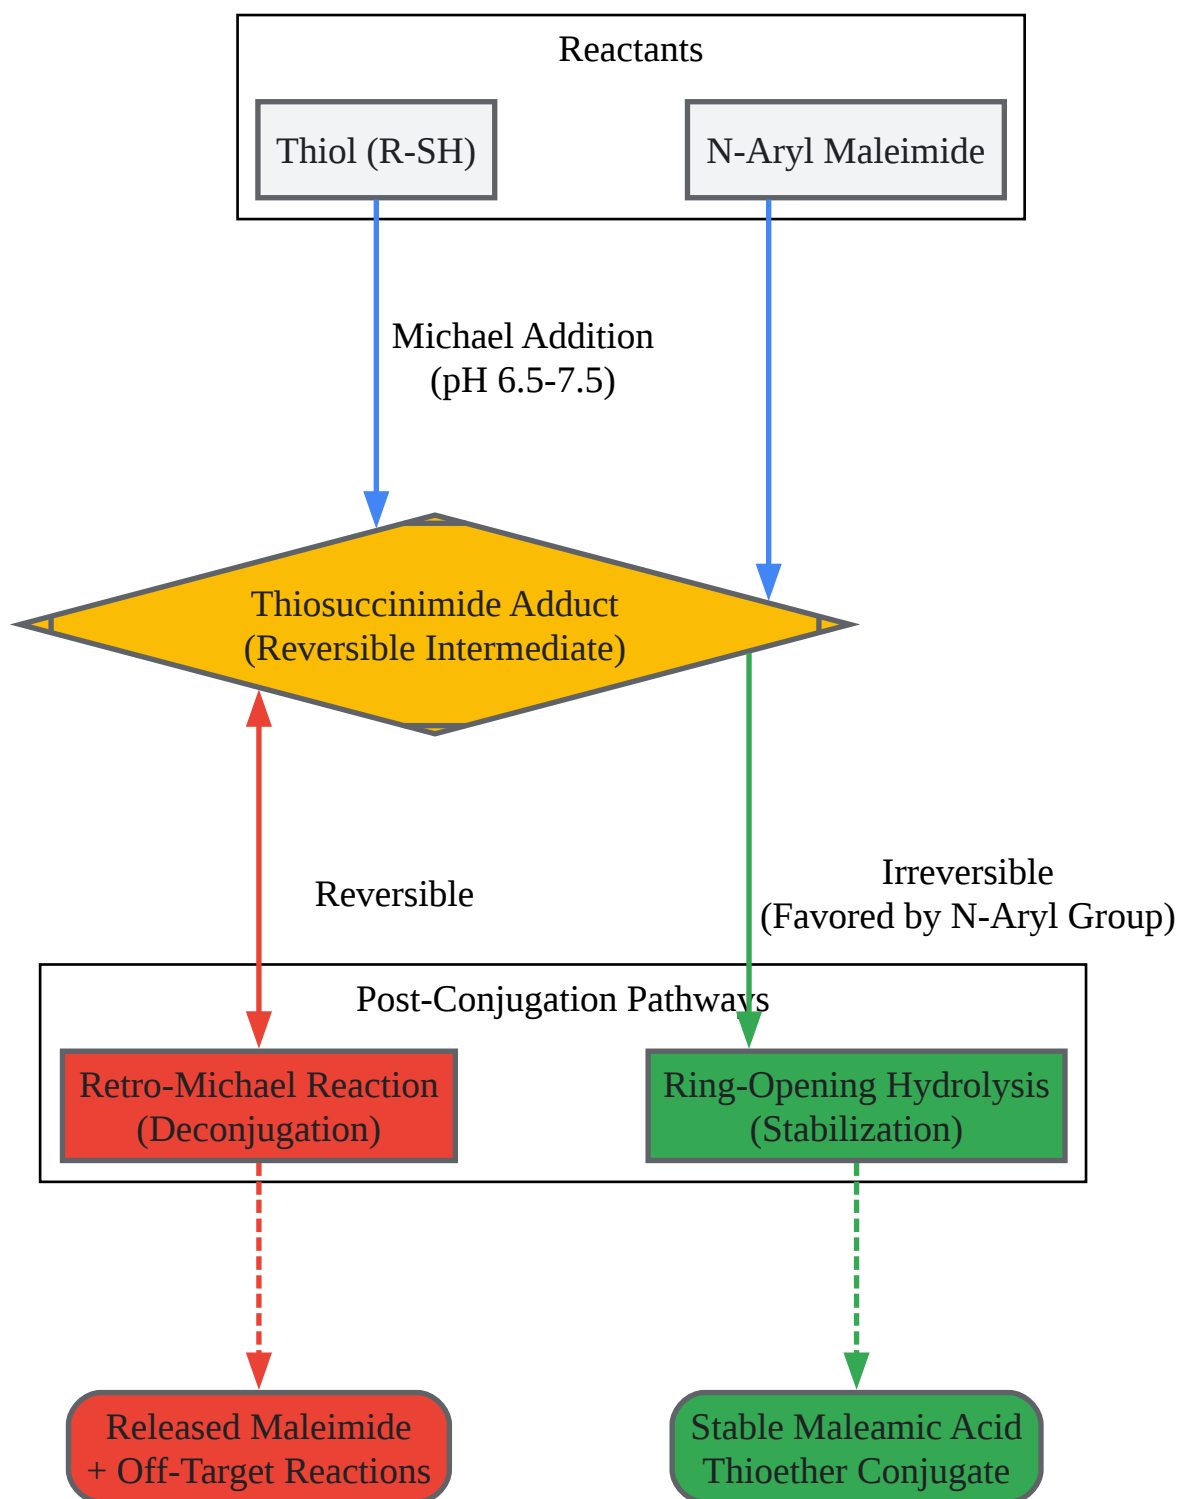 Reactants
Thiol (R-SH)
N-Aryl Maleimide
Michael Addition
(pH 6.5-7.5)
Thiosuccinimide Adduct
(Reversible Intermediate)
Reversible
Irreversible
(Favored by N-Aryl Group)
Post-Conjugation Pathways
Retro-Michael Reaction
(Deconjugation)
Ring-Opening Hydrolysis
(Stabilization)
Released Maleimide
+ Off-Target Reactions
Stable Maleamic Acid
Thioether Conjugate